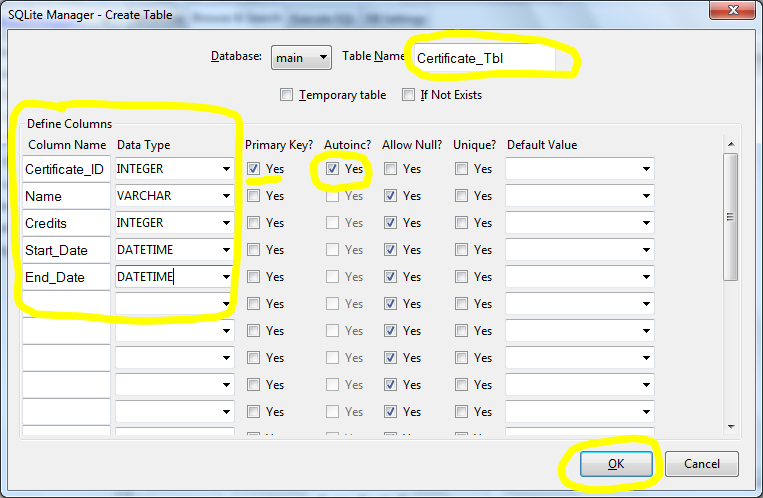 SQLite Manager - Create Table
Database: main Table Name Certificate_Tbl
Temporary table If Not Exists
Define Columns
Column Name Data Type Primary Key? Autoinc? Allow Null? Unique? Default Value
Certificate_ID INTEGER Yes Yes Yes Yes
Name VARCHAR Yes Yes Yes Yes
Credits INTEGER Yes Yes Yes Yes
Start_Date DATETIME Yes Yes Yes Yes
End_Date DATETIME Yes Yes Yes Yes
Yes Yes Yes Yes
Yes Yes Yes Yes
Yes Yes Yes Yes
Yes Yes Yes Yes
Yes Yes Yes Yes
OK Cancel